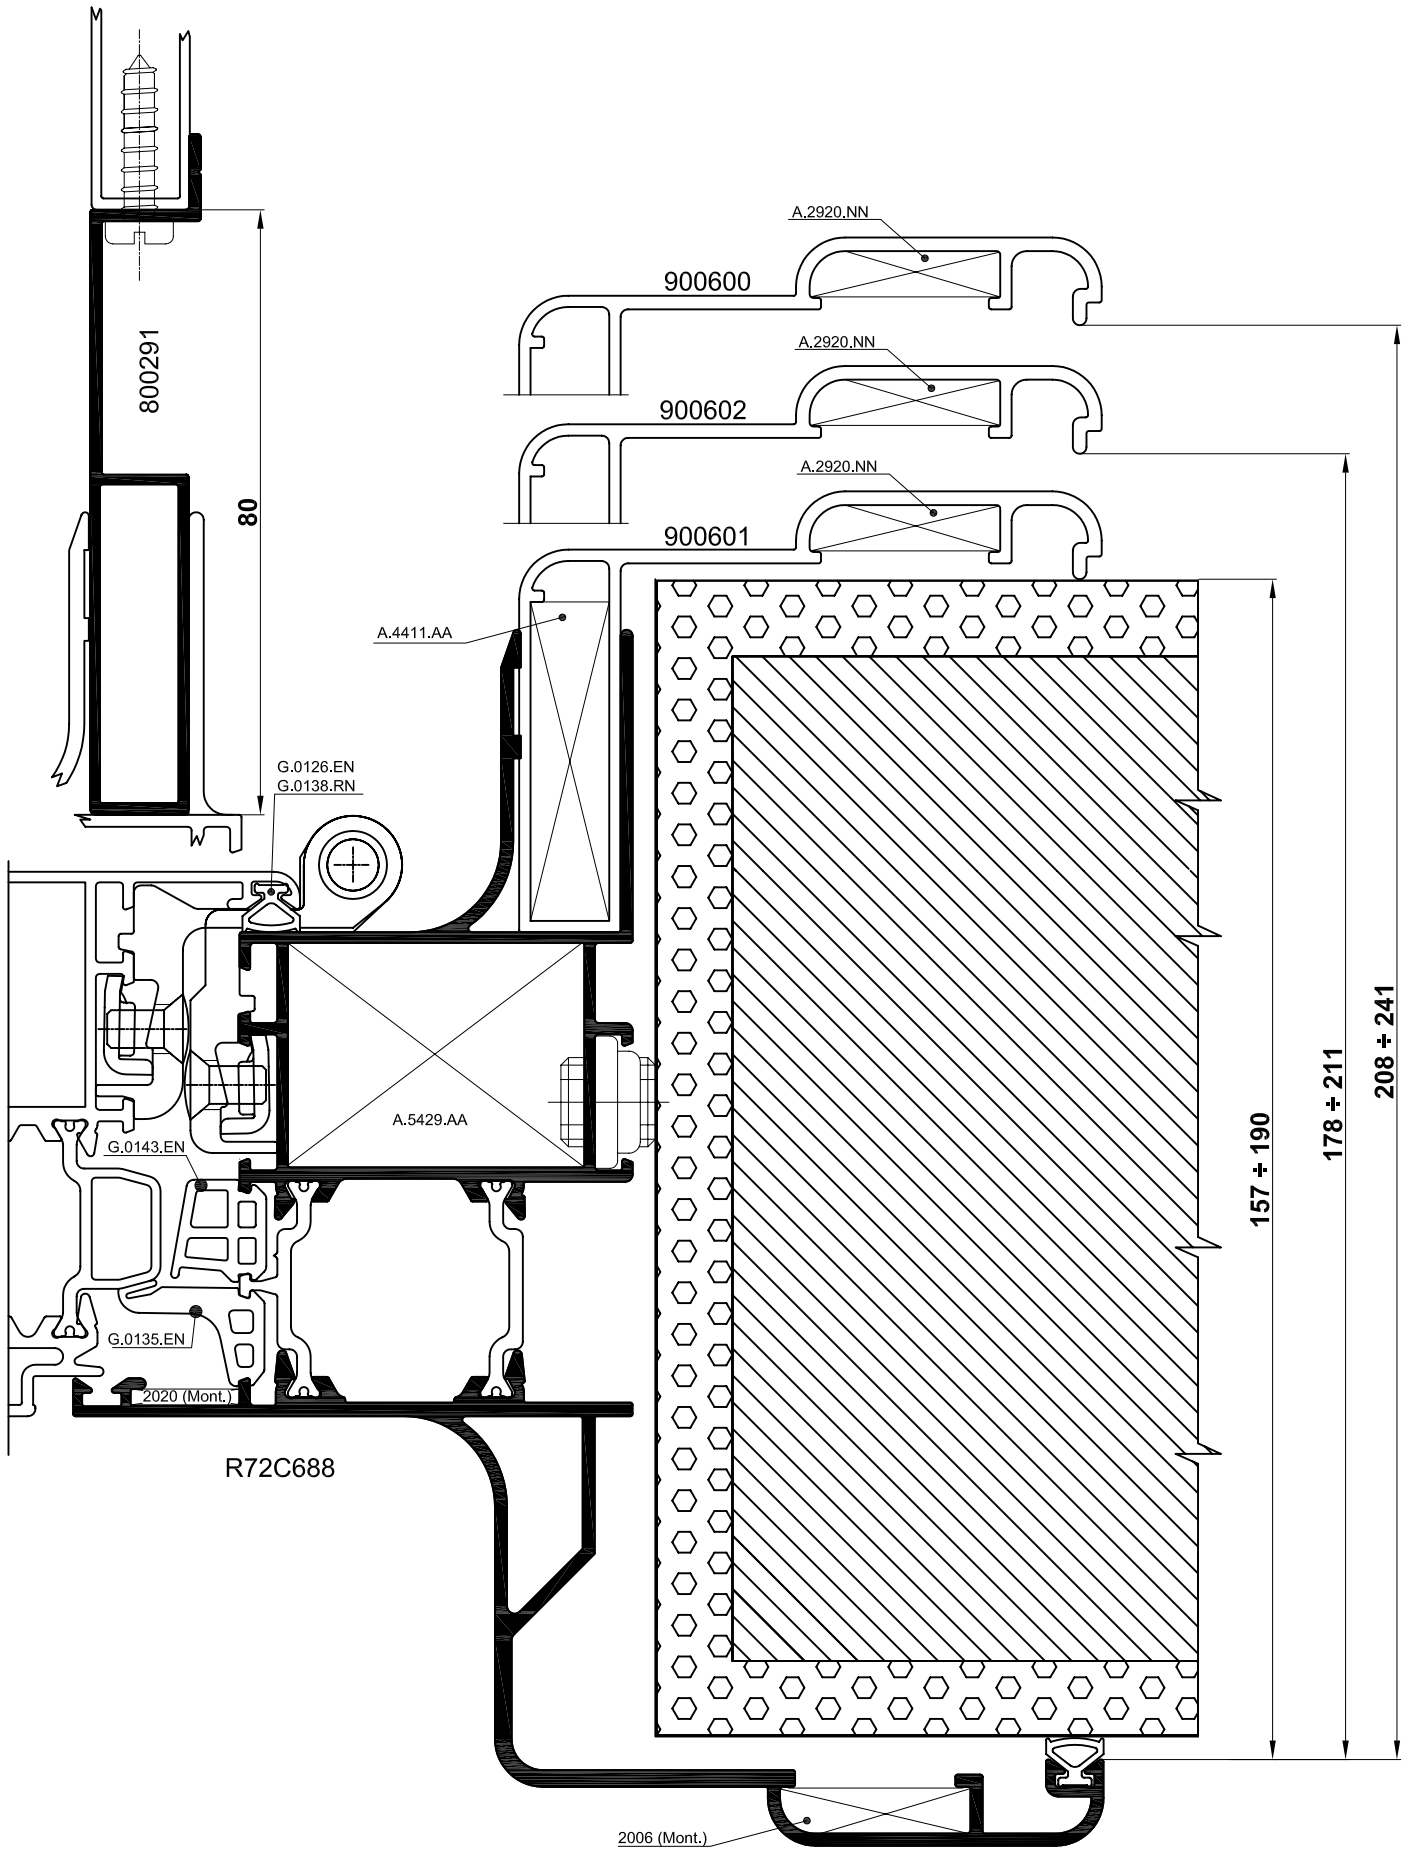 A.2920.NN
900600
800291
A.2920.NN
900602
A.2920.NN
80
900601
A.4411.AA
G.0126.EN
G.0138.RN
208 ÷ 241
178 ÷ 211
157 ÷ 190
A.5429.AA
G.0143.EN
G.0135.EN
2020 (Mont.)
R72C688
2006 (Mont.)